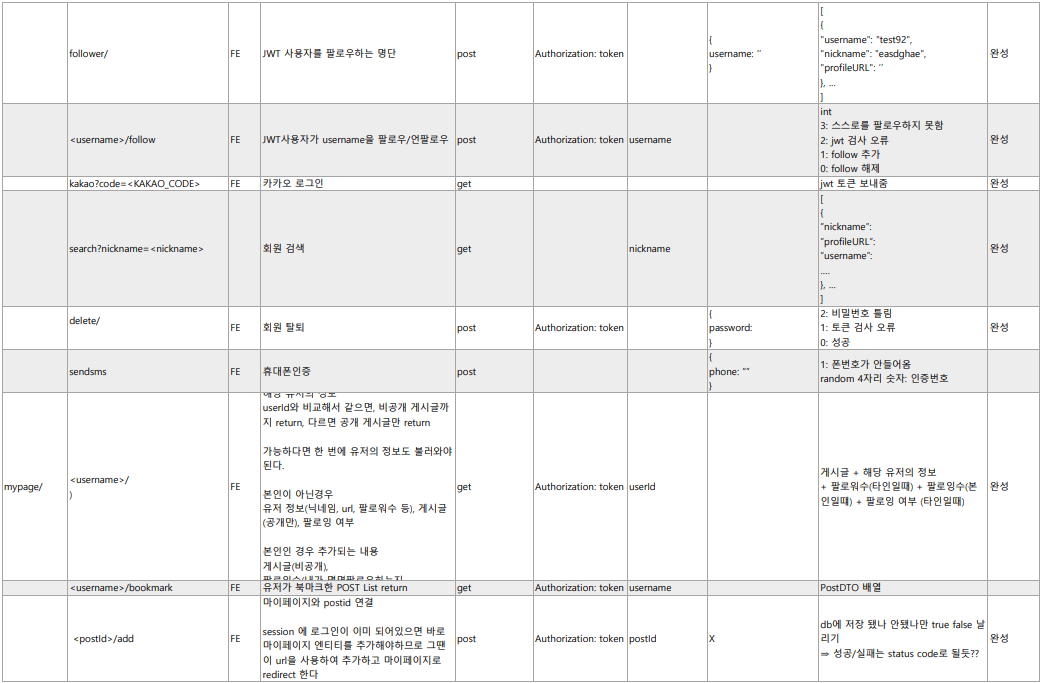 follower/
FE
JWT 사용자를 팔로우하는 명단
post
Authorization: token
{
username: ‘’
}
[
{
"username": "test92",
"nickname": "easdghae",
"profileURL": ‘’
}, ...
]
완성
<username>/follow
FE
JWT사용자가 username을 팔로우/언팔로우
post
Authorization: token
username
int
3: 스스로를 팔로우하지 못함
2: jwt 검사 오류
1: follow 추가
0: follow 해제
완성
kakao?code=<KAKAO_CODE>
FE
카카오 로그인
get
jwt 토큰 보내줌
완성
search?nickname=<nickname>
회원 검색
get
nickname
[
{
"nickname":
"profileURL":
"username":
....
}, ...
]
완성
delete/
FE
회원 탈퇴
post
Authorization: token
{
password:
}
2: 비밀번호 틀림
1: 토큰 검사 오류
0: 성공
완성
sendsms
FE
휴대폰인증
post
{
phone: “”
}
1: 폰번호가 안들어옴
random 4자리 숫자: 인증번호
mypage/
<username>/
)
FE
해당 유저의 정보
userId와 비교해서 같으면, 비공개 게시글까
지 return, 다르면 공개 게시글만 return
가능하다면 한 번에 유저의 정보도 불러와야
된다.
본인이 아닌경우
유저 정보(닉네임, url, 팔로워수 등), 게시글
(공개만), 팔로잉 여부
본인인 경우 추가되는 내용
게시글(비공개),
get
Authorization: token
userId
게시글 + 해당 유저의 정보
+ 팔로워수(타인일때) + 팔로잉수(본
인일때) + 팔로잉 여부 (타인일때)
완성
<username>/bookmark
FE
유저가 북마크한 POST List return
get
Authorization: token
username
PostDTO 배열
완성
<postId>/add
FE
마이페이지와 postid 연결
session 에 로그인이 이미 되어있으면 바로
마이페이지 엔티티를 추가해야하므로 그땐
이 url을 사용하여 추가하고 마이페이지로
redirect 한다
post
Authorization: token
postId
X
db에 저장 됐나 안됐나만 true false 날
리기
⇒ 성공/실패는 status code로 될듯??
완성